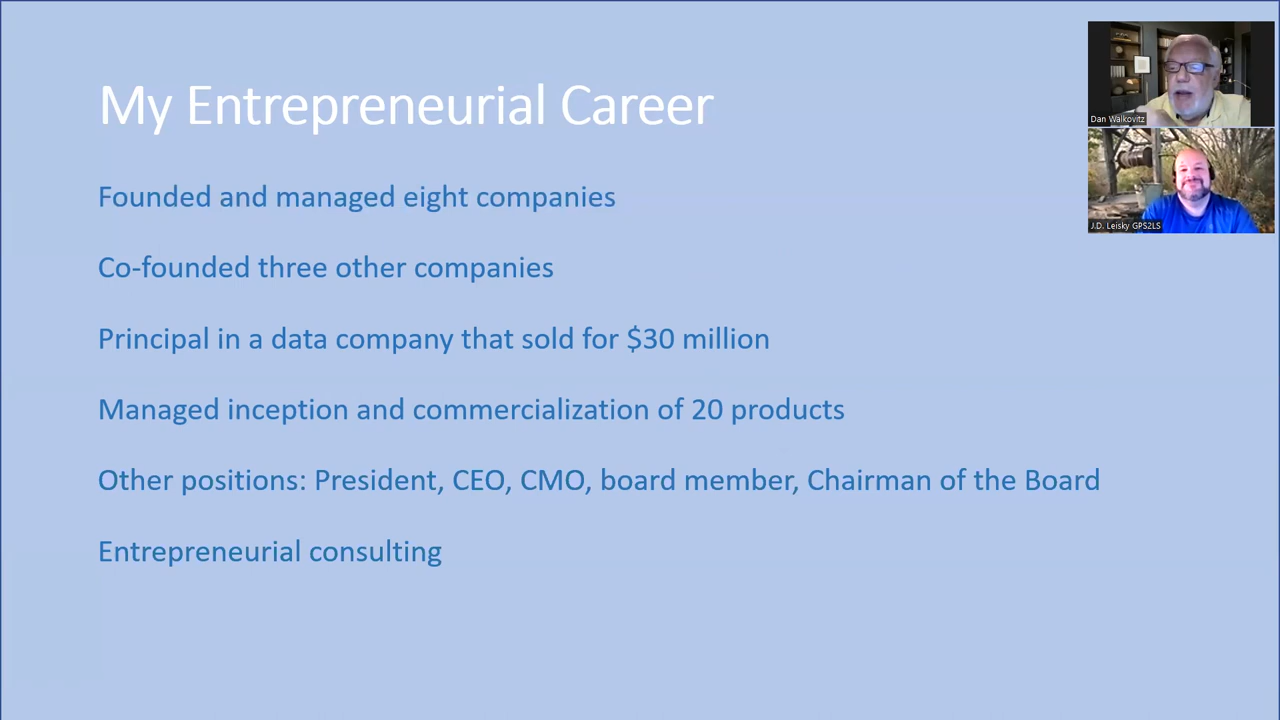 My Entrepreneurial Career
Founded and managed eight companies
Co-founded three other companies
Principal in a data company that sold for $30 million
Managed inception and commercialization of 20 products
Other positions: President, CEO, CMO, board member, Chairman of the Board
Entrepreneurial consulting
Dan Walkovitz
J.D. Leisky GPS2LS